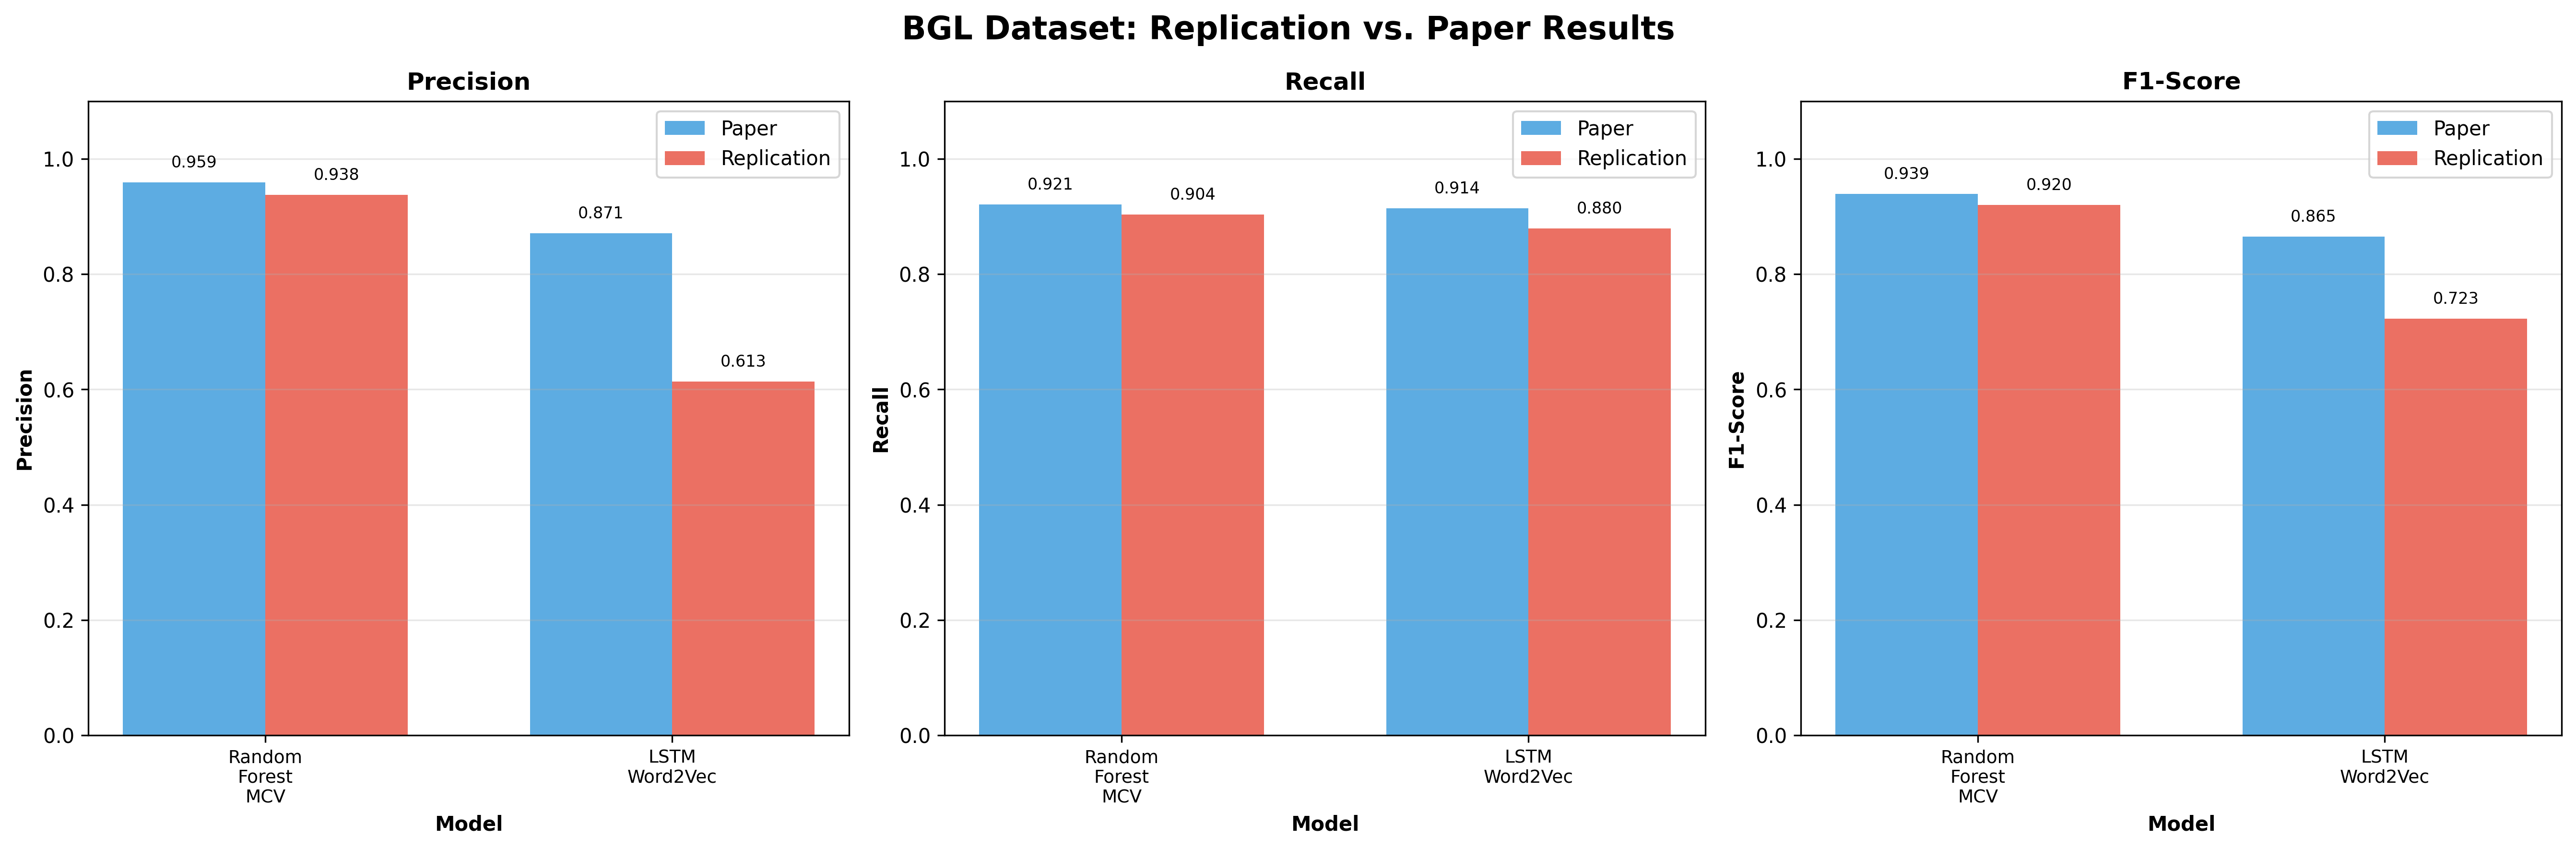 BGL Dataset: Replication vs. Paper Results
Precision
Paper
Replication
1.0
0.8
0.6
0.4
0.2
0.0
Precision
0.959
0.938
0.871
0.613
Random
Forest
MCV
LSTM
Word2Vec
Model
Recall
Paper
Replication
1.0
0.8
0.6
0.4
0.2
0.0
Recall
0.921
0.904
0.914
0.880
Random
Forest
MCV
LSTM
Word2Vec
Model
F1-Score
Paper
Replication
1.0
0.8
0.6
0.4
0.2
0.0
F1-Score
0.939
0.920
0.865
0.723
Random
Forest
MCV
LSTM
Word2Vec
Model